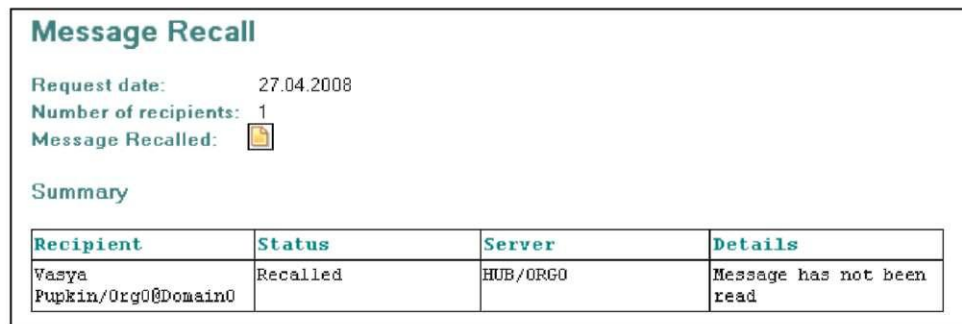 Message Recall
Request date: 27.04.2008
Number of recipients: 1
Message Recalled:
Summary
Recipient Status Server Details
Vasya Recalled HUB/ORG0 Message has not been
Pupkin/Org0@Domain0 read